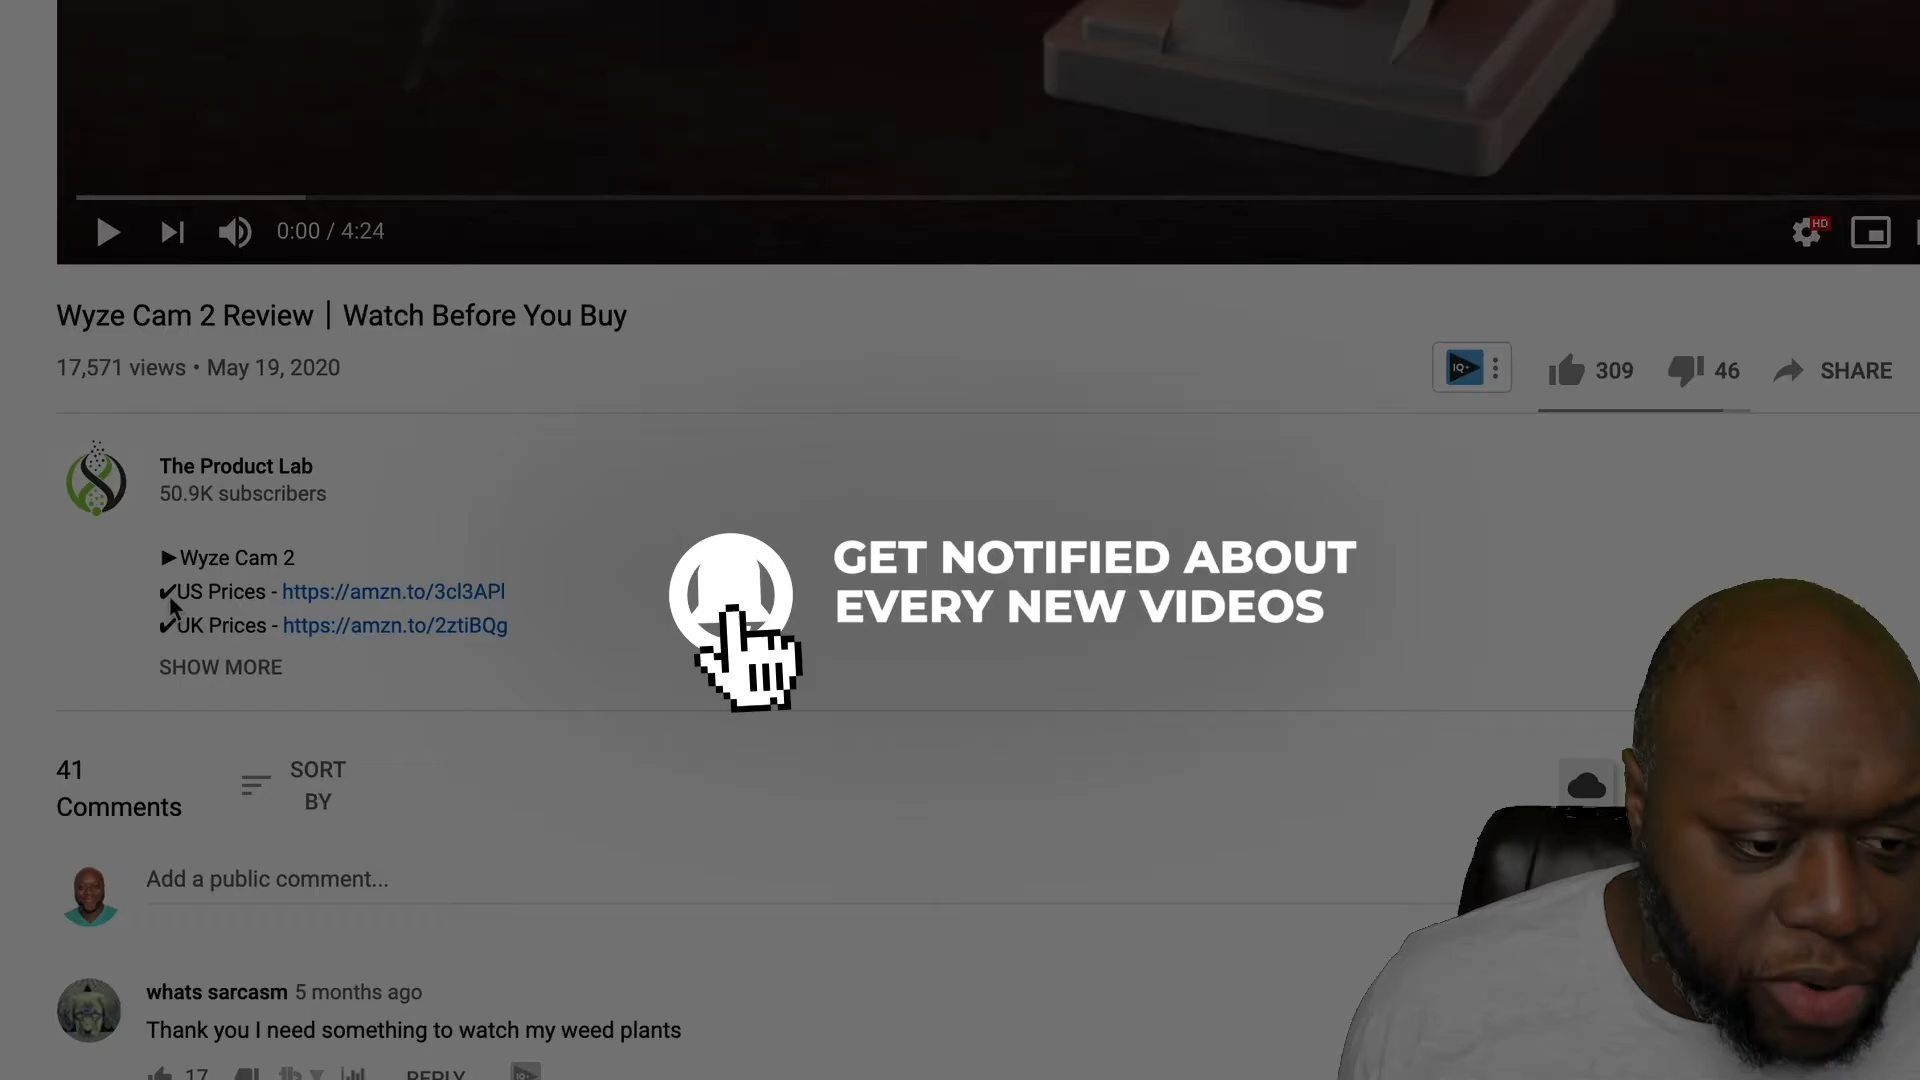 0:00 / 4:24
HD
Wyze Cam 2 Review | Watch Before You Buy
17,571 views • May 19, 2020
IQ+
309
46
SHARE
The Product Lab
50.9K subscribers
►Wyze Cam 2
✔US Prices - https://amzn.to/3cl3APl
✔UK Prices - https://amzn.to/2ztiBQg
SHOW MORE
GET NOTIFIED ABOUT
EVERY NEW VIDEOS
41
Comments
SORT
BY
Add a public comment...
whats sarcasm 5 months ago
Thank you I need something to watch my weed plants
17
REPLY